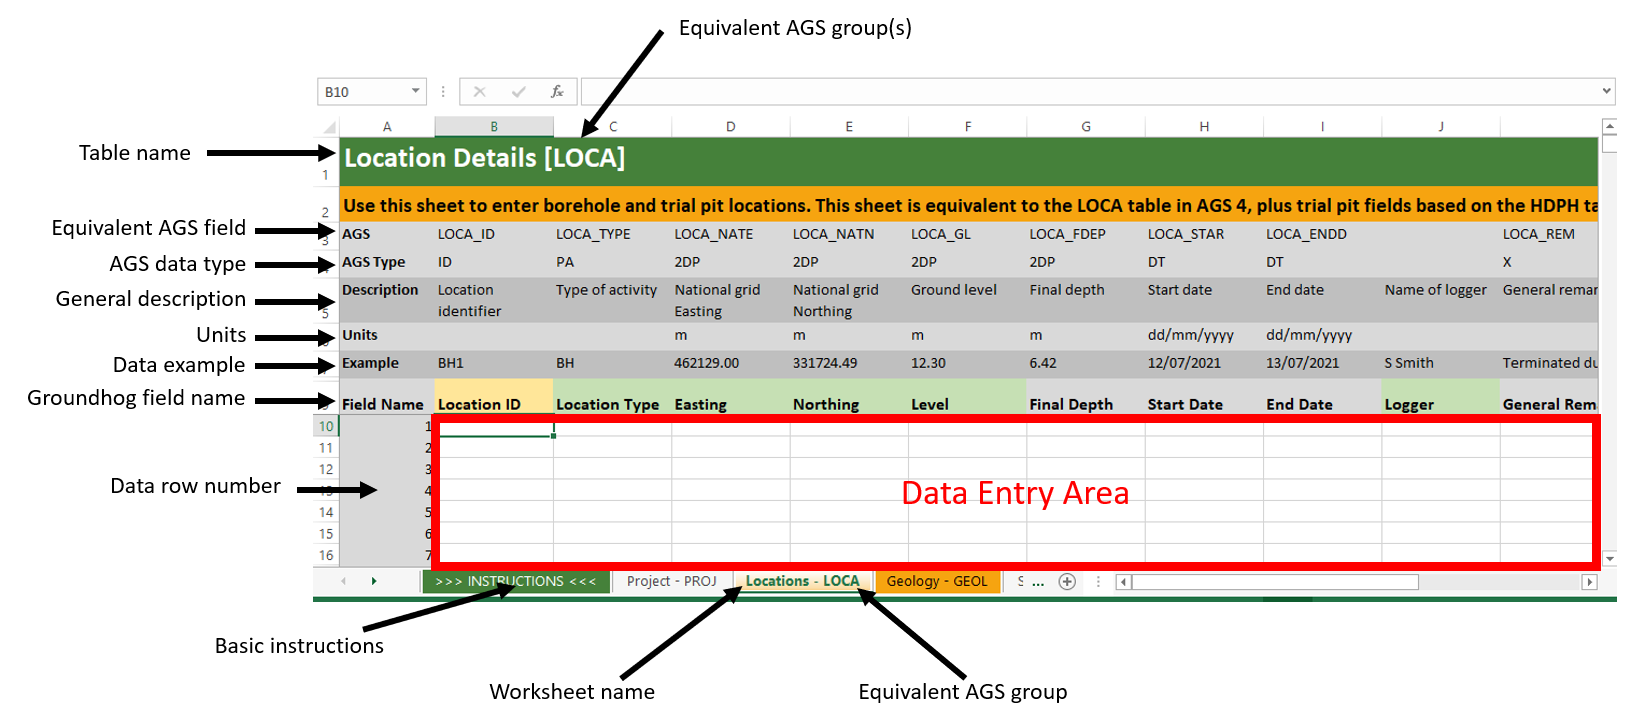 Equivalent AGS group(s)
B10
fx
A B C D E F G H I J
Table name
Location Details [LOCA]
1
2
Use this sheet to enter borehole and trial pit locations. This sheet is equivalent to the LOCA table in AGS 4, plus trial pit fields based on the HDPH ta
Equivalent AGS field
3
AGS LOCA_ID LOCA_TYPE LOCA_NATE LOCA_NATN LOCA_GL LOCA_FDEP LOCA_STAR LOCA_ENDD LOCA_REM
AGS data type
AGS Type ID PA 2DP 2DP 2DP 2DP DT DT X
General description
Description Location Type of activity National grid National grid Ground level Final depth Start date End date Name of logger General remar
5 identifier Easting Northing
Units
Units m m m m dd/mm/yyyy dd/mm/yyyy
Data example
Example BH1 BH 462129.00 331724.49 12.30 6.42 12/07/2021 13/07/2021 S Smith Terminated du
Groundhog field name
Field Name Location ID Location Type Easting Northing Level Final Depth Start Date End Date Logger General Rem
10 1
11 2
12 3
Data row number
13 4
Data Entry Area
14 5
15 6
16 7
>>> INSTRUCTIONS <<< Project - PROJ Locations - LOCA Geology - GEOL S ...
Basic instructions
Worksheet name
Equivalent AGS group